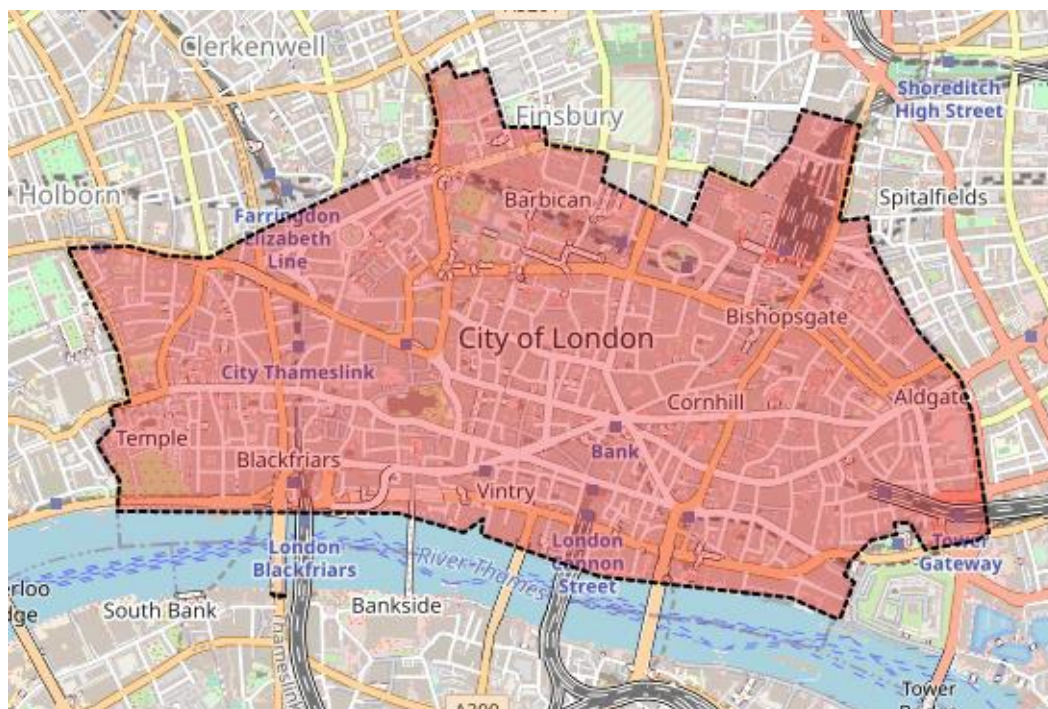 Clerkenwell
Shoreditch
High Street
Finsbury
Holborn
Barbican
Spitalfields
Farringdon
Elizabeth
Line
Bishopsgate
City of London
City Thameslink
Cornhill
Aldgate
Temple
Bank
Blackfriars
Vintry
London
Blackfriars
River Thames
London
Cannon
Street
Tower
Gateway
South Bank
Bankside
Thameslink
Tower